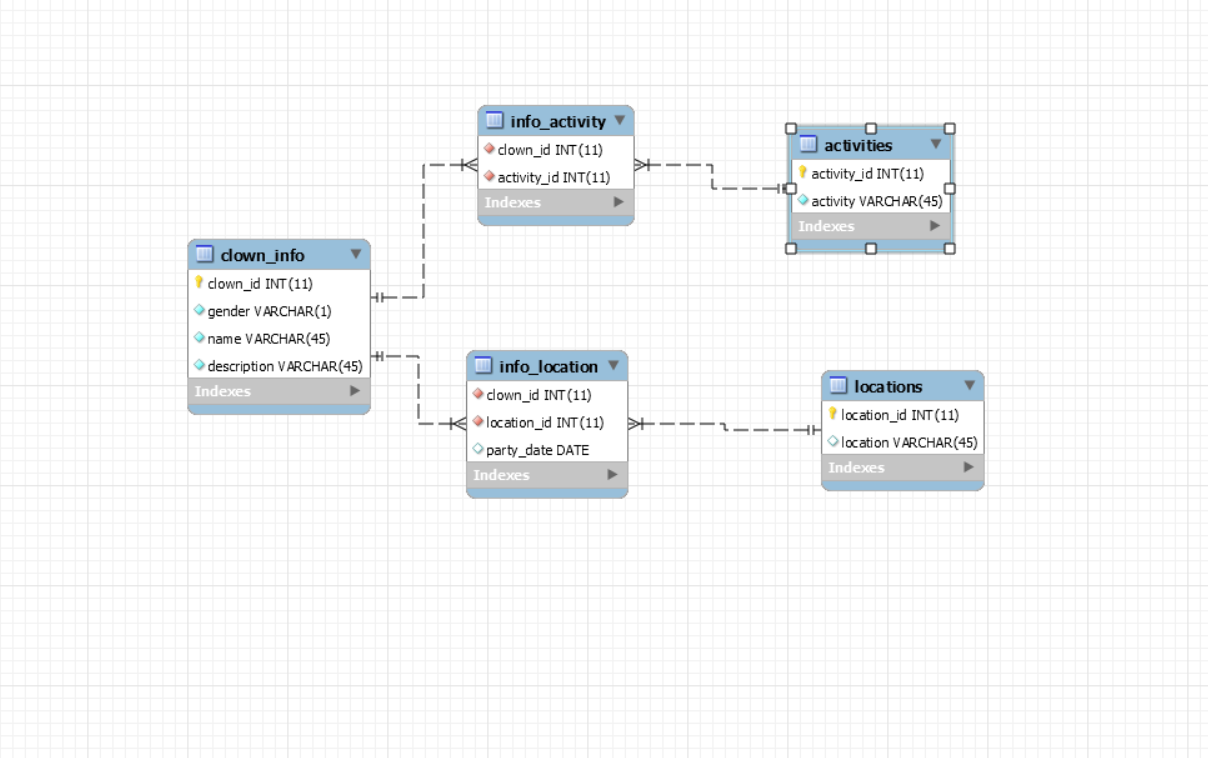 info_activity
clown_id INT(11)
activity_id INT(11)
Indexes
activities
activity_id INT(11)
activity VARCHAR(45)
Indexes
clown_info
clown_id INT(11)
gender VARCHAR(1)
name VARCHAR(45)
description VARCHAR(45)
Indexes
info_location
clown_id INT(11)
location_id INT(11)
party_date DATE
Indexes
locations
location_id INT(11)
location VARCHAR(45)
Indexes